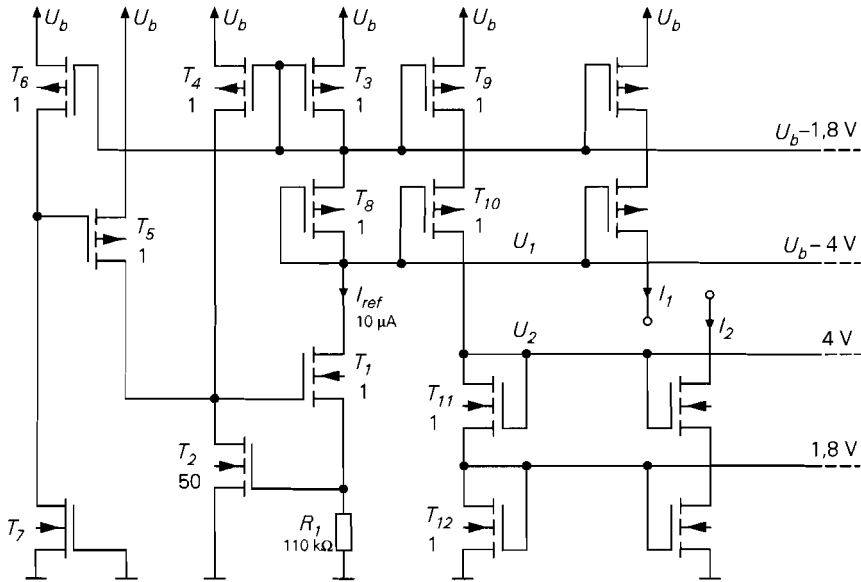 U_b U_b U_b U_b U_b U_b
T_6 1
T_4 1
T_3 1
T_9 1
U_b–1,8 V
T_5 1
T_8 1
T_10 1
U_1
U_b–4 V
I_ref
10 µA
I_1
I_2
U_2
4 V
T_1
1
T_11
1
T_2
50
1,8 V
T_7
R_1
110 kΩ
T_12
1